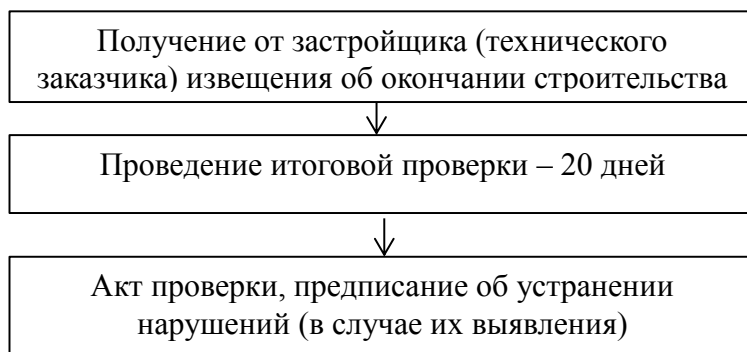 Получение от застройщика (технического
заказчика) извещения об окончании строительства
Проведение итоговой проверки – 20 дней
Акт проверки, предписание об устранении
нарушений (в случае их выявления)